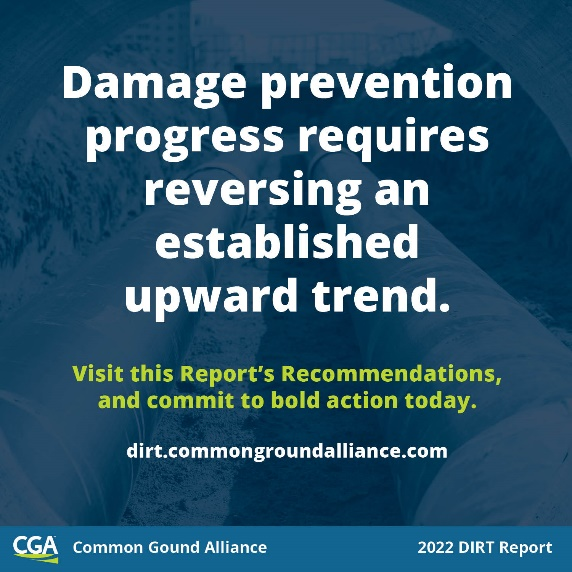 Damage prevention
progress requires
reversing an
established
upward trend.
Visit this Report's Recommendations,
and commit to bold action today.
dirt.commongroundalliance.com
CGA Common Gound Alliance 2022 DIRT Report